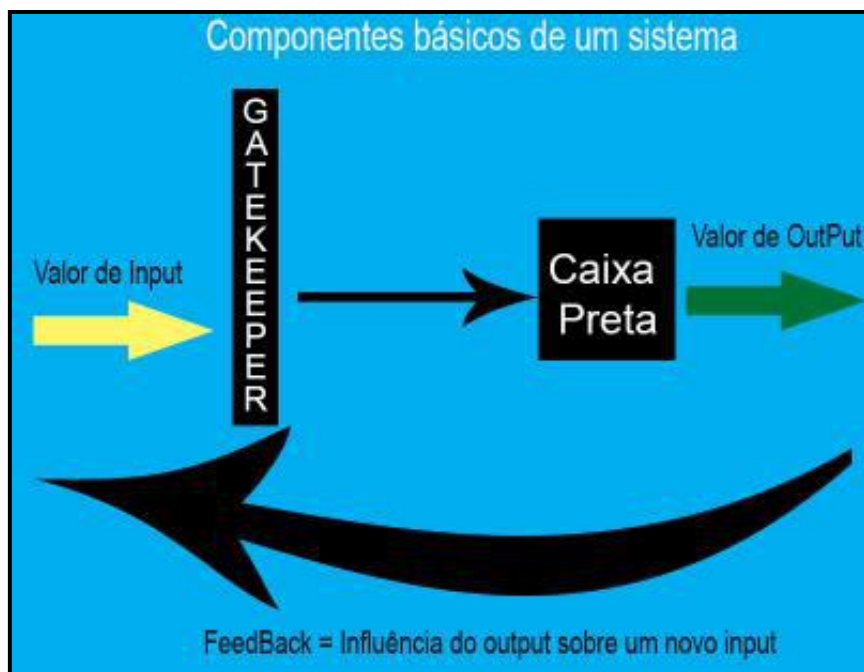 Componentes básicos de um sistema
GATEKEEPER
Valor de Input
Caixa
Preta
Valor de OutPut
FeedBack = Influência do output sobre um novo input